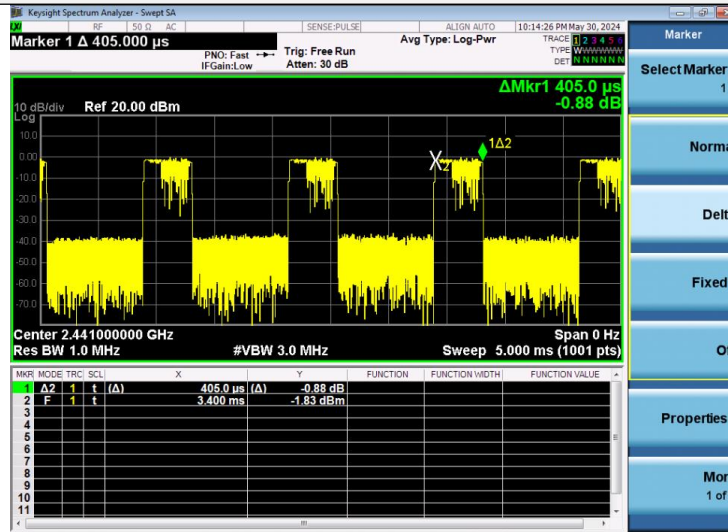 Keysight Spectrum Analyzer - Swept SA
RF 50 Ω AC SENSE:PULSE ALIGN AUTO 10:14:26 PM May 30, 2024
Marker 1 Δ 405.000 µs
PNO: Fast
IFGain:Low
Trig: Free Run
Atten: 30 dB
Avg Type: Log-Pwr
TRACE 1 2 3 4 5 6
TYPE WWWWWW
DET N N N N N N
ΔMkr1 405.0 µs
-0.88 dB
10 dB/div Ref 20.00 dBm
Log
10.0
0.00
-10.0
-20.0
-30.0
-40.0
-50.0
-60.0
-70.0
X2
1Δ2
Center 2.441000000 GHz Span 0 Hz
Res BW 1.0 MHz #VBW 3.0 MHz Sweep 5.000 ms (1001 pts)
MKR MODE TRC SCL X Y FUNCTION FUNCTION WIDTH FUNCTION VALUE
1 Δ2 1 t (Δ) 405.0 µs (Δ) -0.88 dB
2 F 1 t 3.400 ms -1.83 dBm
3
4
5
6
7
8
9
10
11
Marker
Select Marker
1
Norma
Delt
Fixed
O
Properties
Mor
1 of